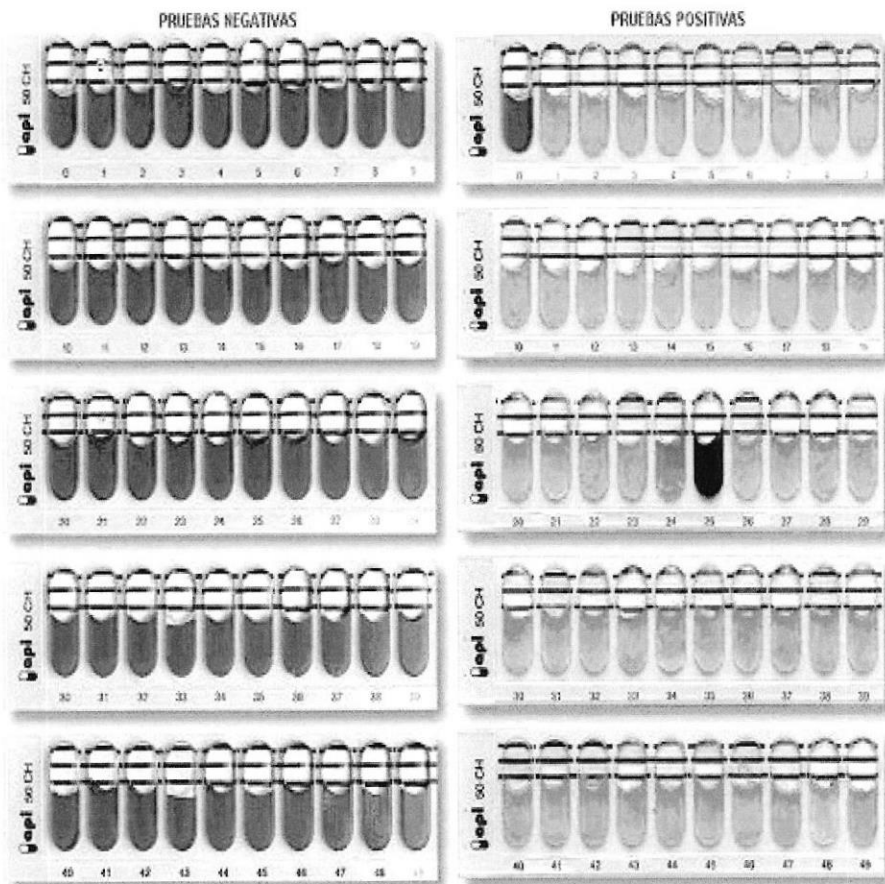 PRUEBAS NEGATIVAS
api 50 CH
0 1 2 3 4 5 6 7 8 9
api 50 CH
10 11 12 13 14 15 16 17 18 19
api 50 CH
20 21 22 23 24 25 26 27 28
api 50 CH
30 31 32 33 34 35 36 37 38 39
api 50 CH
40 41 42 43 44 45 46 47 48
PRUEBAS POSITIVAS
api 50 CH
0 1 2 3 4 5 6 7 8
api 50 CH
10 11 12 13 14 15 16 17 18 19
api 50 CH
20 21 22 23 24 25 26 27 28 29
api 50 CH
30 31 32 33 34 35 36 37 38 39
api 50 CH
40 41 42 43 44 45 46 47 48 49